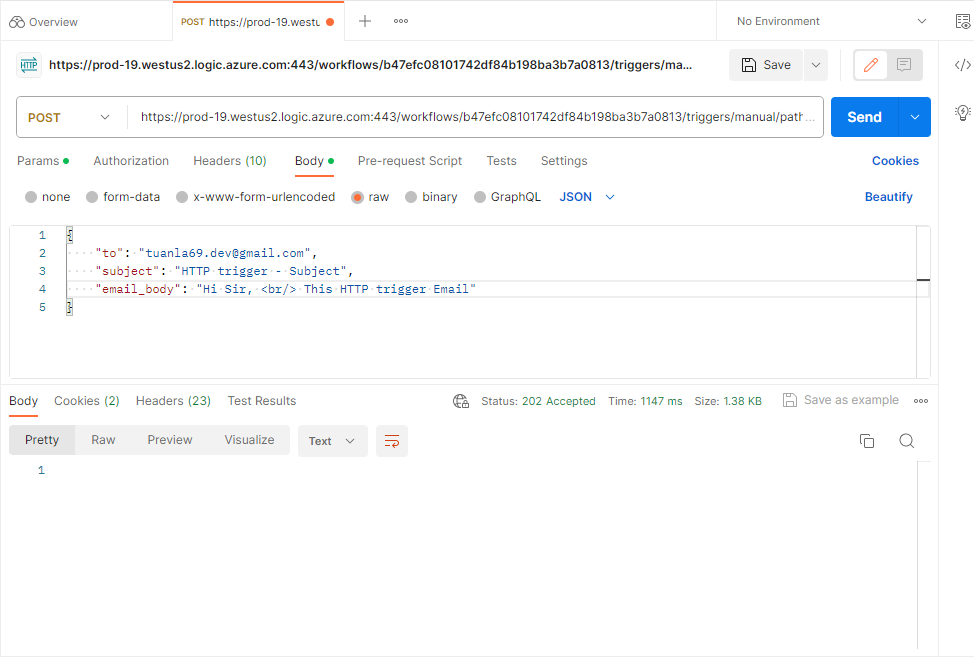 Overview
POST https://prod-19.westu
No Environment
HTTP https://prod-19.westus2.logic.azure.com:443/workflows/b47efc08101742df84b198ba3b7a0813/triggers/ma...
Save
POST https://prod-19.westus2.logic.azure.com:443/workflows/b47efc08101742df84b198ba3b7a0813/triggers/manual/path...
Send
Params Authorization Headers (10) Body Pre-request Script Tests Settings Cookies
none form-data x-www-form-urlencoded raw binary GraphQL JSON Beautify
1 {
2 "to": "tuanla69.dev@gmail.com",
3 "subject": "HTTP trigger - Subject",
4 "email_body": "Hi Sir, <br/> This HTTP trigger Email"
5 }
Body Cookies (2) Headers (23) Test Results Status: 202 Accepted Time: 1147 ms Size: 1.38 KB Save as example
Pretty Raw Preview Visualize Text
1